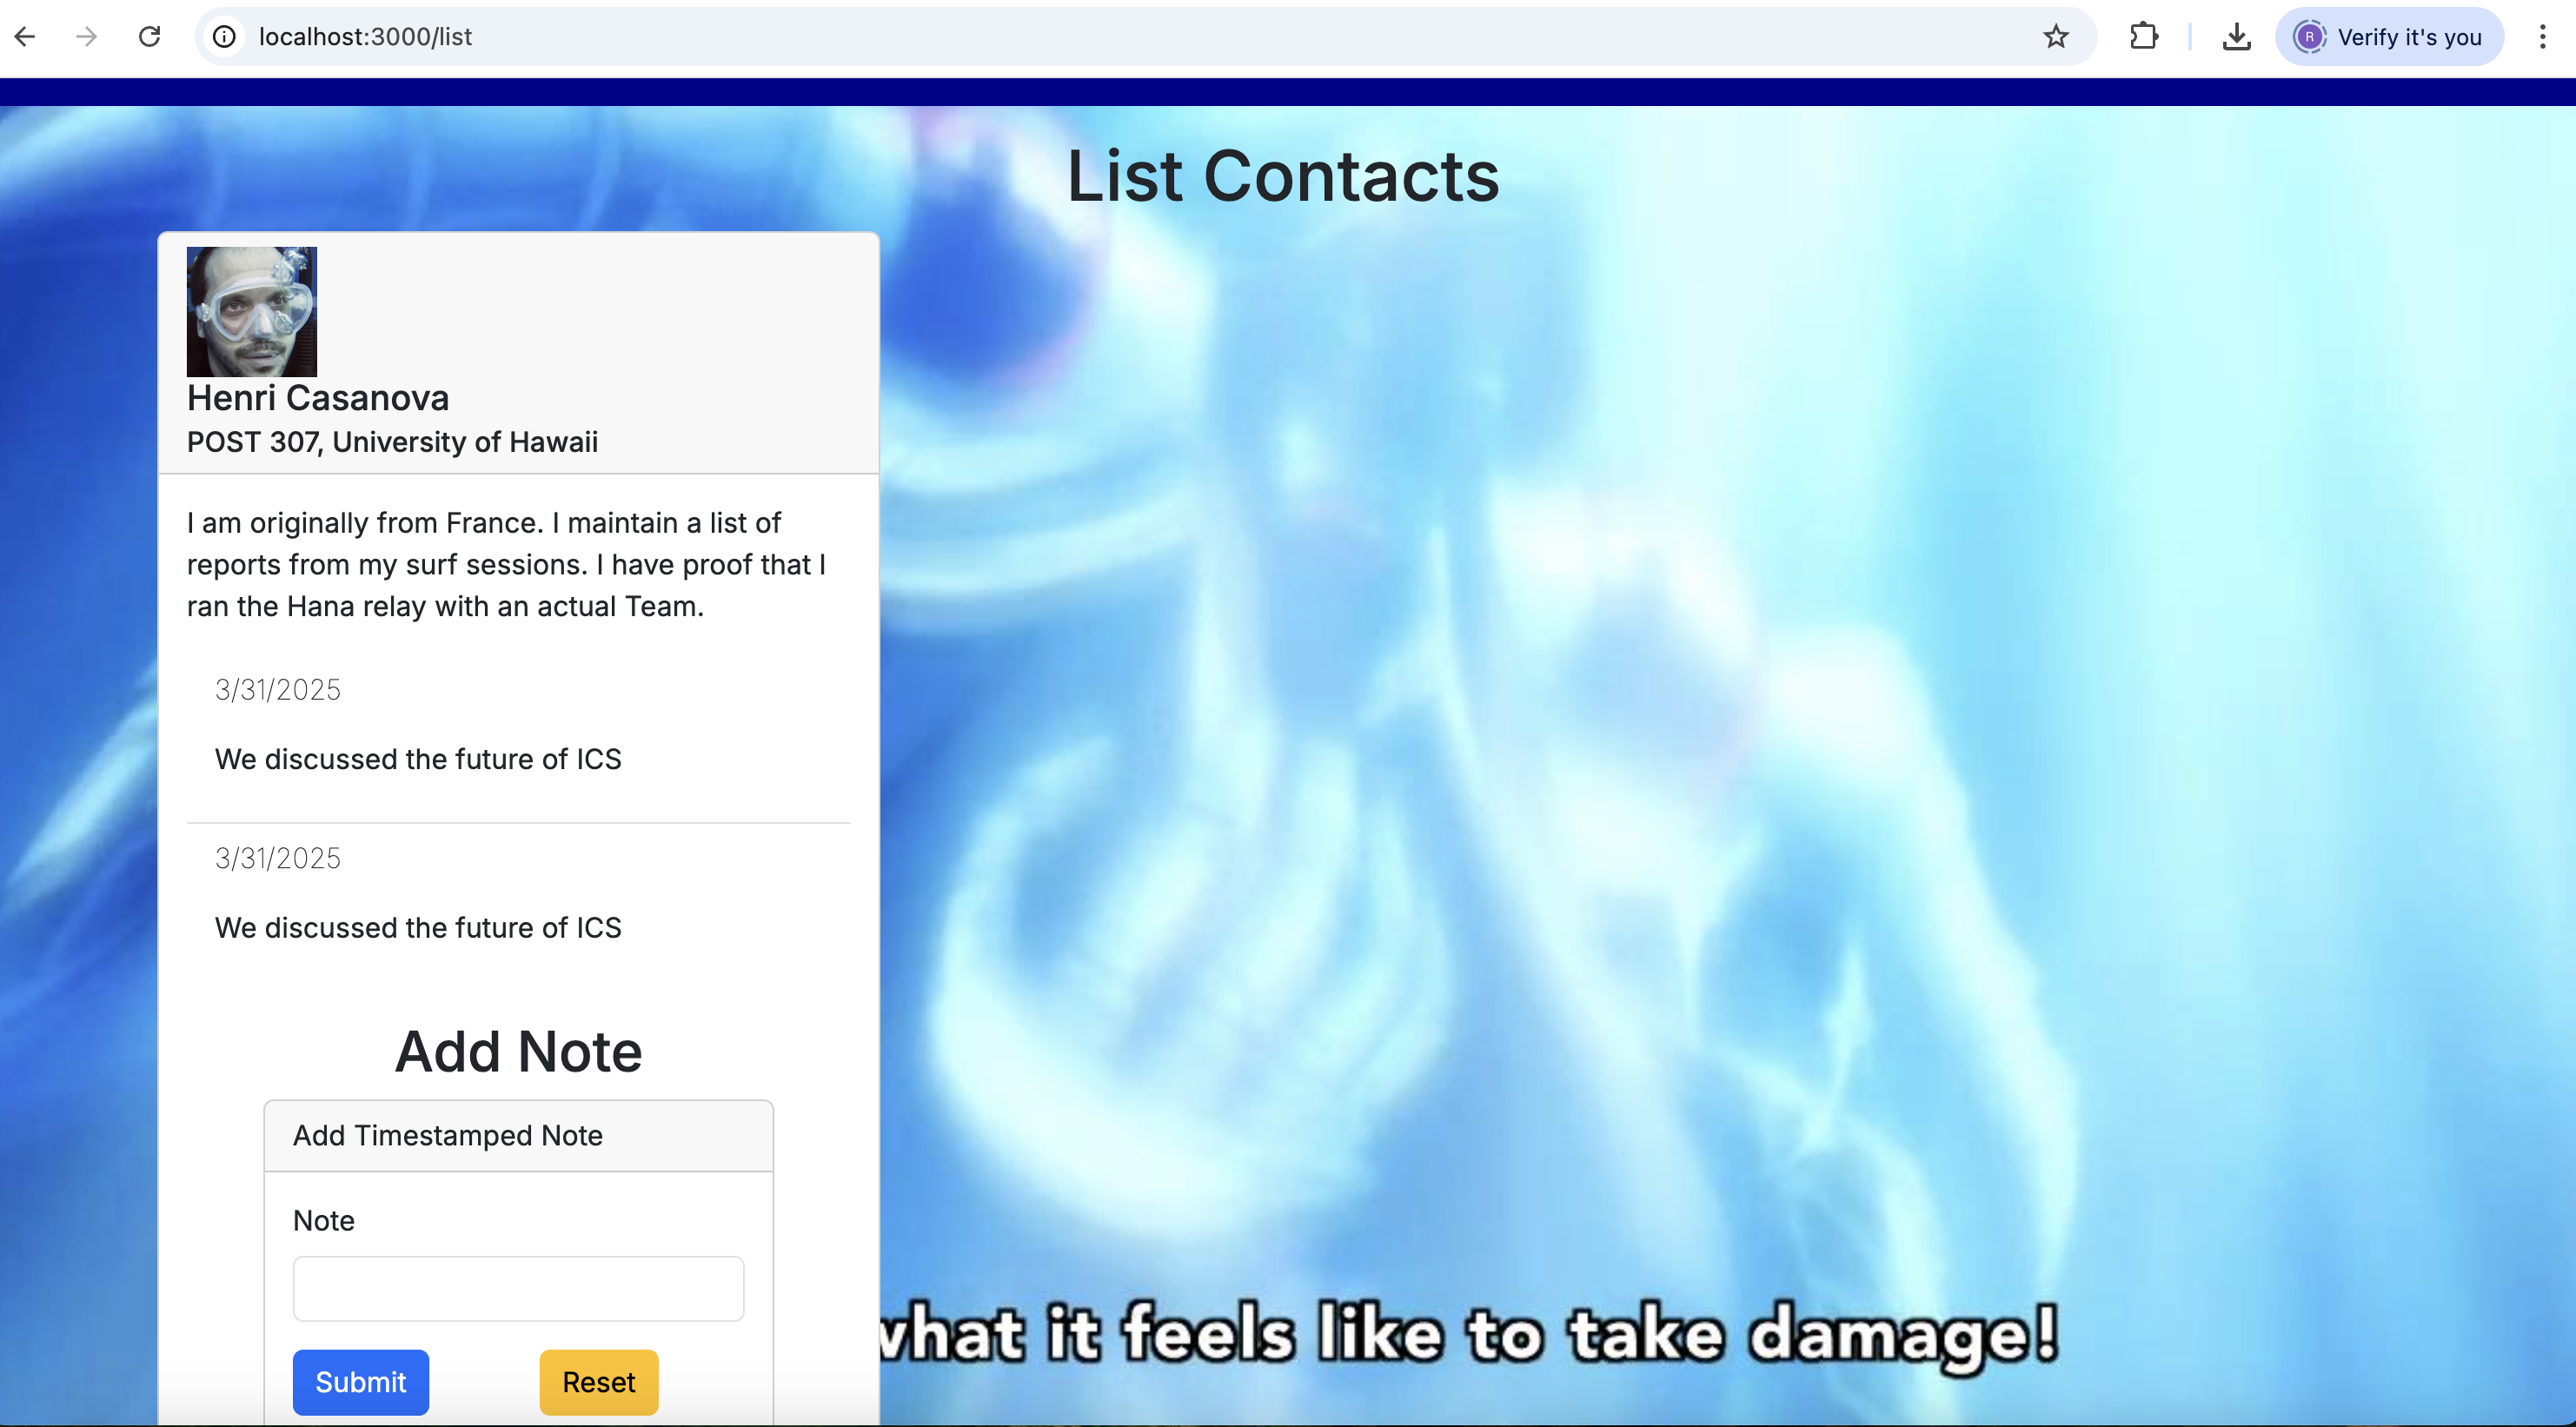 localhost:3000/list
R
Verify it's you
List Contacts
Henri Casanova
POST 307, University of Hawaii
I am originally from France. I maintain a list of
reports from my surf sessions. I have proof that I
ran the Hana relay with an actual Team.
3/31/2025
We discussed the future of ICS
3/31/2025
We discussed the future of ICS
Add Note
Add Timestamped Note
Note
Submit
Reset
what it feels like to take damage!